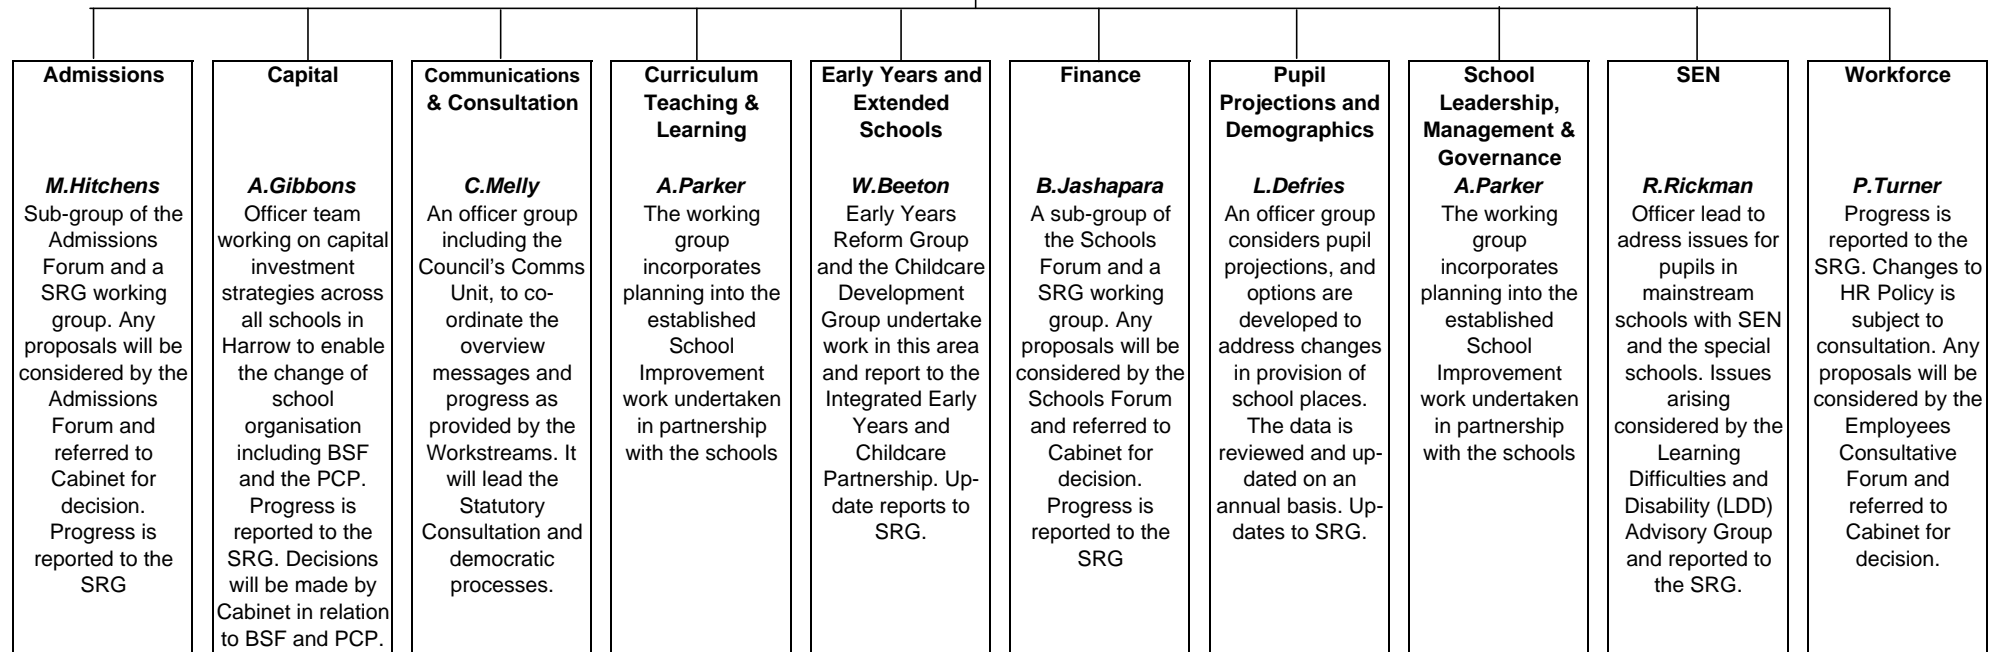 Admissions
M.Hitchens
Sub-group of the
Admissions
Forum and a
SRG working
group. Any
proposals will be
considered by the
Admissions
Forum and
referred to
Cabinet for
decision.
Progress is
reported to the
SRG
Capital
A.Gibbons
Officer team
working on capital
investment
strategies across
all schools in
Harrow to enable
the change of
school
organisation
including BSF
and the PCP.
Progress is
reported to the
SRG. Decisions
will be made by
Cabinet in relation
to BSF and PCP.
Communications
& Consultation
C.Melly
An officer group
including the
Council’s Comms
Unit, to co-
ordinate the
overview
messages and
progress as
provided by the
Workstreams. It
will lead the
Statutory
Consultation and
democratic
processes.
Curriculum
Teaching &
Learning
A.Parker
The working
group
incorporates
planning into the
established
School
Improvement
work undertaken
in partnership
with the schools
Early Years and
Extended
Schools
W.Beeton
Early Years
Reform Group
and the Childcare
Development
Group undertake
work in this area
and report to the
Integrated Early
Years and
Childcare
Partnership. Up-
date reports to
SRG.
Finance
B.Jashapara
A sub-group of
the Schools
Forum and a
SRG working
group. Any
proposals will be
considered by the
Schools Forum
and referred to
Cabinet for
decision.
Progress is
reported to the
SRG
Pupil
Projections and
Demographics
L.Defries
An officer group
considers pupil
projections, and
options are
developed to
address changes
in provision of
school places.
The data is
reviewed and up-
dated on an
annual basis. Up-
dates to SRG.
School
Leadership,
Management &
Governance
A.Parker
The working
group
incorporates
planning into the
established
School
Improvement
work undertaken
in partnership
with the schools
SEN
R.Rickman
Officer lead to
adress issues for
pupils in
mainstream
schools with SEN
and the special
schools. Issues
arising
considered by the
Learning
Difficulties and
Disability (LDD)
Advisory Group
and reported to
the SRG.
Workforce
P.Turner
Progress is
reported to the
SRG. Changes to
HR Policy is
subject to
consultation. Any
proposals will be
considered by the
Employees
Consultative
Forum and
referred to
Cabinet for
decision.